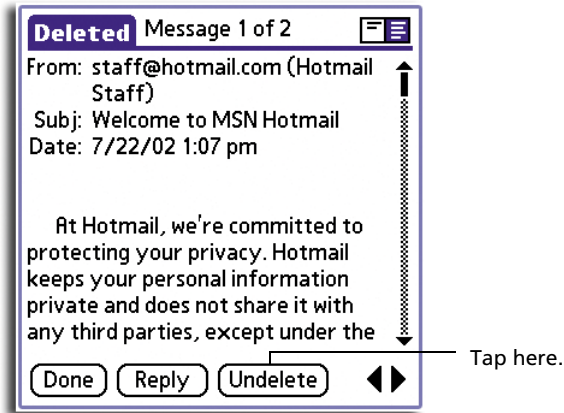 Deleted Message 1 of 2
From: staff@hotmail.com (Hotmail
Staff)
Subj: Welcome to MSN Hotmail
Date: 7/22/02 1:07 pm
At Hotmail, we're committed to
protecting your privacy. Hotmail
keeps your personal information
private and does not share it with
any third parties, except under the
Done Reply Undelete
Tap here.